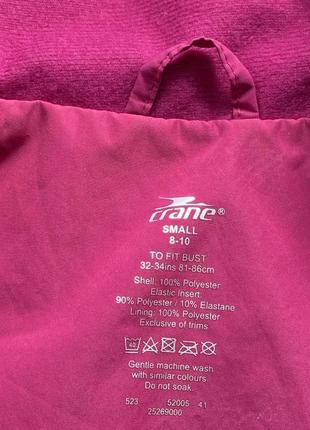 crane®
SMALL
8-10
TO FIT BUST
32-34ins 81-86cm
Shell: 100% Polyester
Elastic Insert:
90% Polyester / 10% Elastane
Lining: 100% Polyester
Exclusive of trims
40
Gentle machine wash
with similar colours.
Do not soak.
523 52005 41
25269000